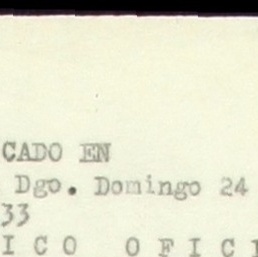 CADO EN
Dgo. Domingo 24
33
I C O   O F I C I